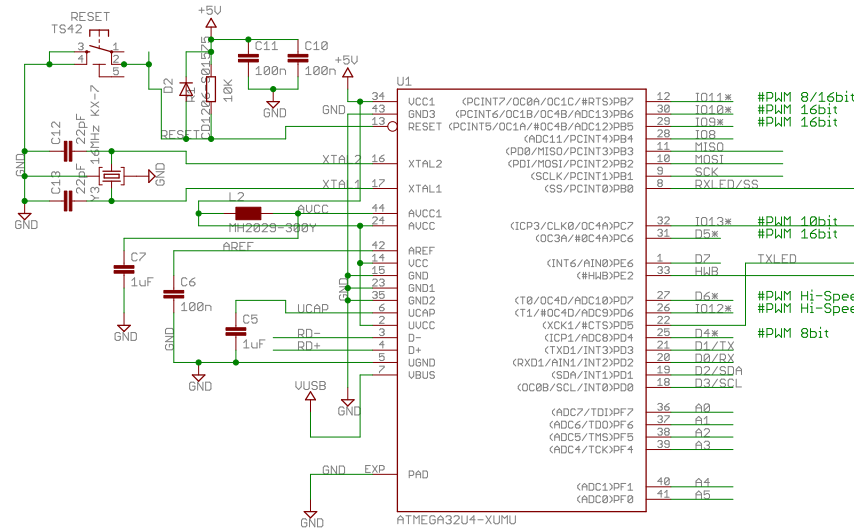 RESET
TS42
3 1
4 2
5
+5V
D2
CD1206-S01575
R1
10K
C11
100n
C10
100n
GND
+5V
RESET
C12
22pF
16MHz KX-7
Y3
C13
22pF
GND
GND
GND
XTAL2
XTAL1
L2
MH2029-300Y
AVCC
AREF
C7
1uF
GND
C6
100n
GND
C5
1uF
UCAP
RD-
RD+
GND
VUSB
GND
GND
GND
GND EXP
GND
U1
34 VCC1
43 GND3
13 RESET
16 XTAL2
17 XTAL1
44 AVCC1
24 AVCC
42 AREF
14 VCC
15 GND
23 GND1
35 GND2
6 UCAP
2 UVCC
3 D-
4 D+
5 UGND
7 VBUS
PAD
(PCINT7/OC0A/OC1C/#RTS)PB7 12 IO11* #PWM 8/16bit
(PCINT6/OC1B/OC4B/ADC13)PB6 30 IO10* #PWM 16bit
(PCINT5/OC1A/#OC4B/ADC12)PB5 29 IO9* #PWM 16bit
(ADC11/PCINT4)PB4 28 IO8
(PD0/MISO/PCINT3)PB3 11 MISO
(PDI/MOSI/PCINT2)PB2 10 MOSI
(SCLK/PCINT1)PB1 9 SCK
(SS/PCINT0)PB0 8 RXLED/SS
(ICP3/CLK0/OC4A)PC7 32 IO13* #PWM 10bit
(OC3A/#0C4A)PC6 31 D5* #PWM 16bit
(INT6/AIN0)PE6 1 D7 TXLED
(#HWB)PE2 33 HWB
(T0/OC4D/ADC10)PD7 27 D6* #PWM Hi-Spee
(T1/#OC4D/ADC9)PD6 26 IO12* #PWM Hi-Spee
(XCK1/#CTS)PD5 22
(ICP1/ADC8)PD4 25 D4* #PWM 8bit
(TXD1/INT3)PD3 21 D1/TX
(RXD1/AIN1/INT2)PD2 20 D0/RX
(SDA/INT1)PD1 19 D2/SDA
(OC0B/SCL/INT0)PD0 18 D3/SCL
(ADC7/TDI)PF7 36 A0
(ADC6/TDO)PF6 37 A1
(ADC5/TMS)PF5 38 A2
(ADC4/TCK)PF4 39 A3
(ADC1)PF1 40 A4
(ADC0)PF0 41 A5
ATMEGA32U4-XUMU